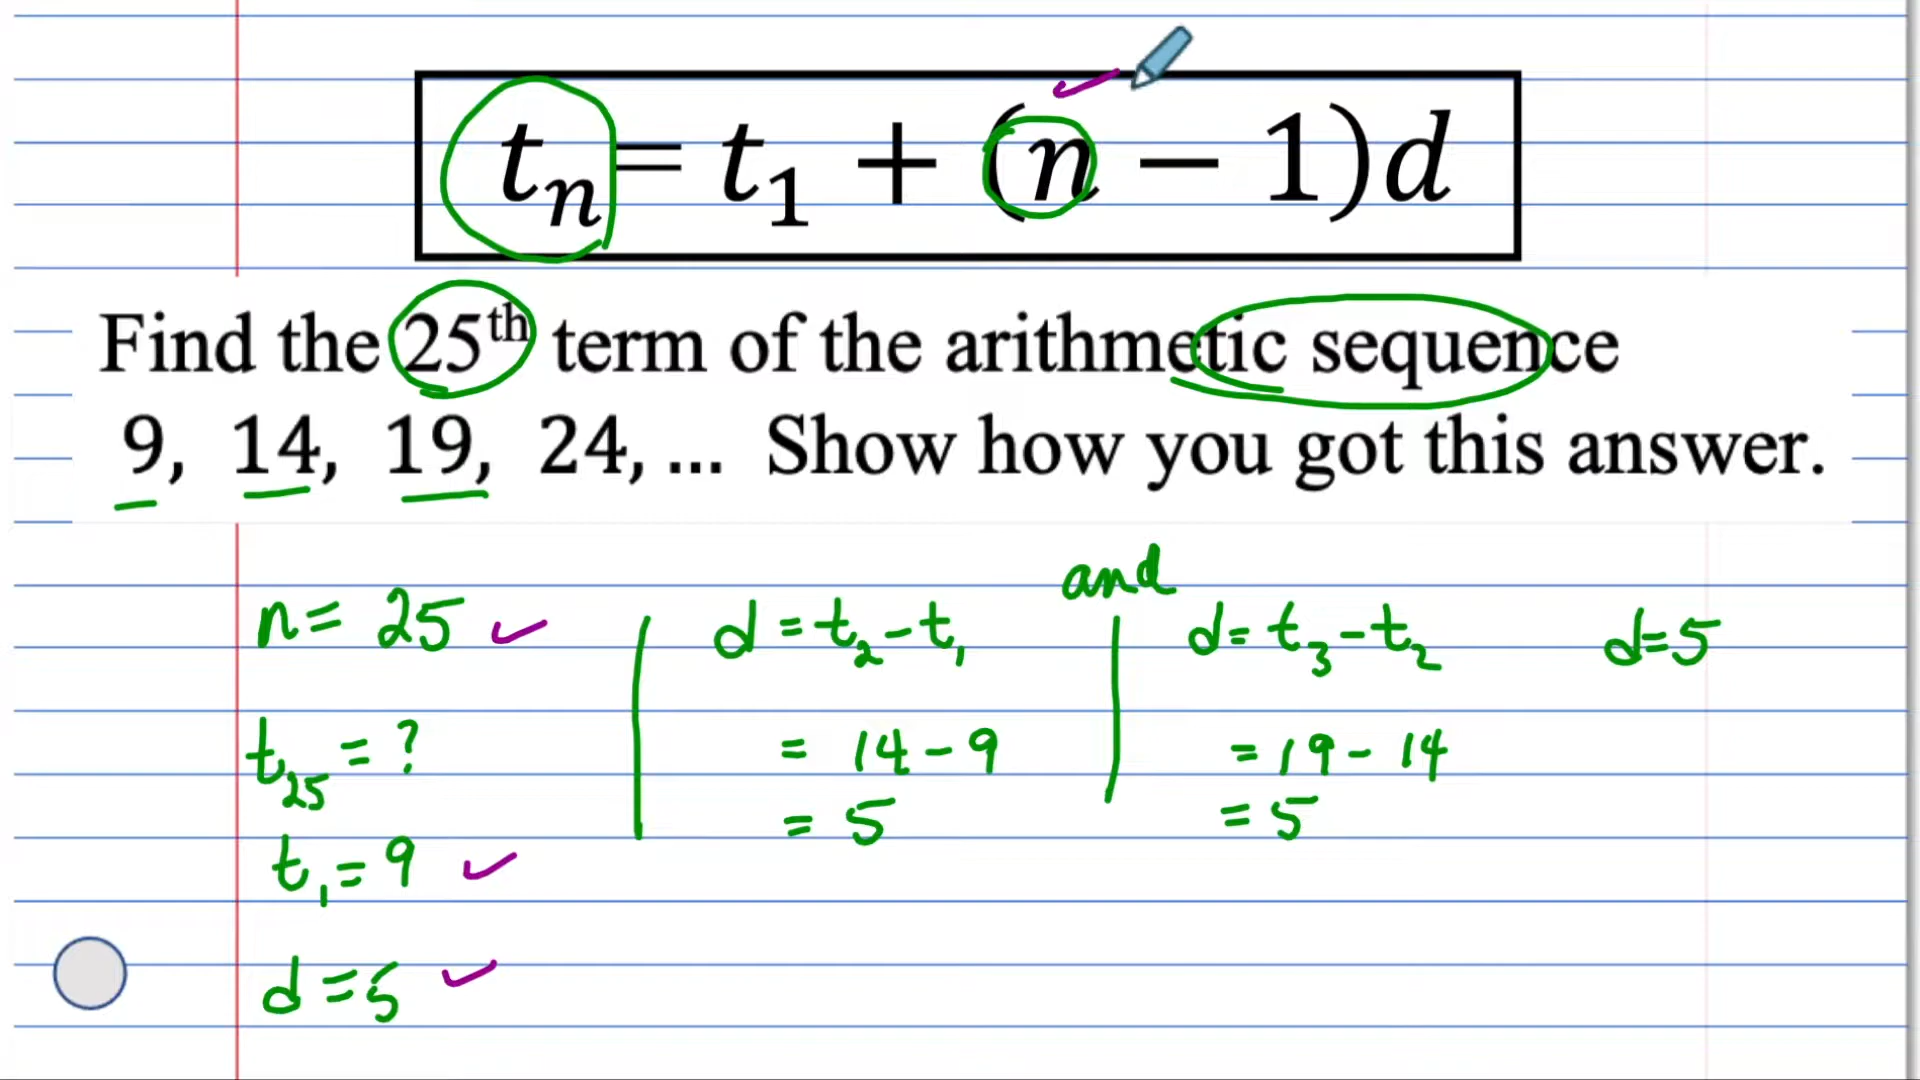 tₙ = t₁ + (n − 1)d
Find the 25ᵗʰ term of the arithmetic sequence
9, 14, 19, 24, ... Show how you got this answer.
and
n = 25 d = t₂ - t₁ d = t₃ - t₂ d = 5
t₂₅ = ? = 14 - 9 = 19 - 14
= 5 = 5
t₁ = 9
d = 5